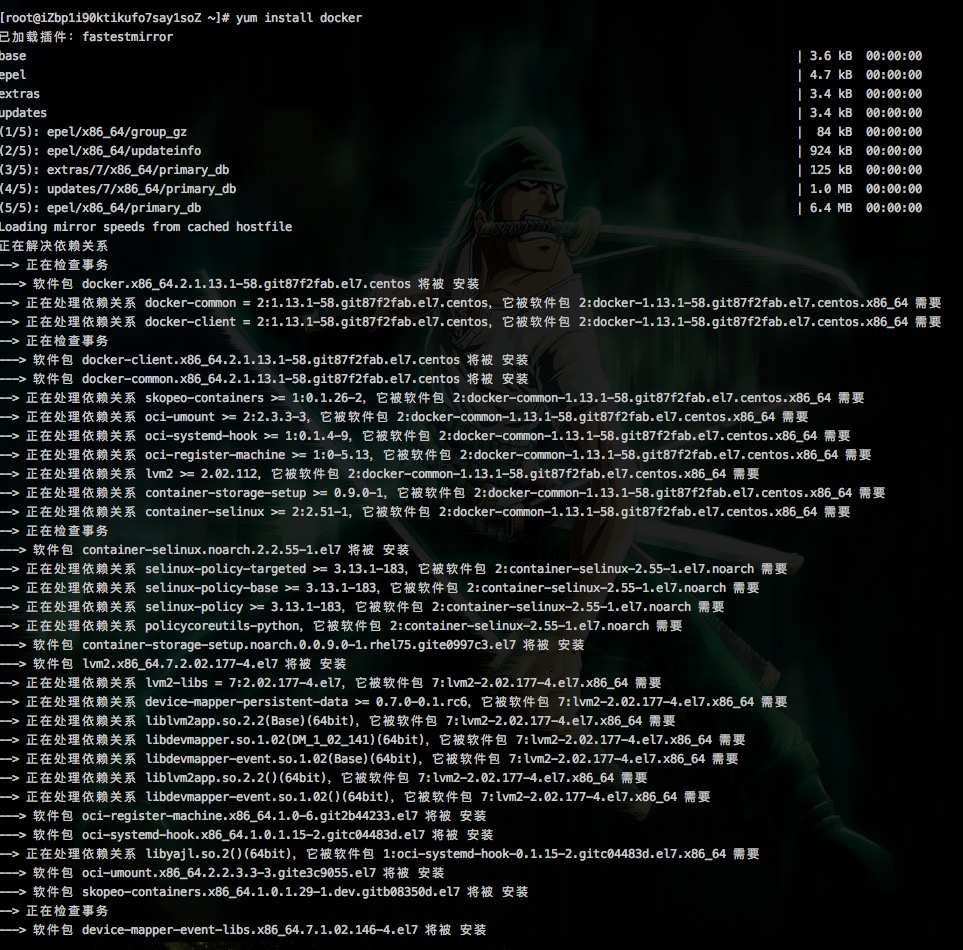 [root@iZbp1i90ktikufo7say1soZ ~]# yum install docker
已加载插件：fastestmirror
base | 3.6 kB 00:00:00
epel | 4.7 kB 00:00:00
extras | 3.4 kB 00:00:00
updates | 3.4 kB 00:00:00
(1/5): epel/x86_64/group_gz | 84 kB 00:00:00
(2/5): epel/x86_64/updateinfo | 924 kB 00:00:00
(3/5): extras/7/x86_64/primary_db | 125 kB 00:00:00
(4/5): updates/7/x86_64/primary_db | 1.0 MB 00:00:00
(5/5): epel/x86_64/primary_db | 6.4 MB 00:00:00
Loading mirror speeds from cached hostfile
正在解决依赖关系
--> 正在检查事务
---> 软件包 docker.x86_64.2.1.13.1-58.git87f2fab.el7.centos 将被 安装
--> 正在处理依赖关系 docker-common = 2:1.13.1-58.git87f2fab.el7.centos，它被软件包 2:docker-1.13.1-58.git87f2fab.el7.centos.x86_64 需要
--> 正在处理依赖关系 docker-client = 2:1.13.1-58.git87f2fab.el7.centos，它被软件包 2:docker-1.13.1-58.git87f2fab.el7.centos.x86_64 需要
--> 正在检查事务
---> 软件包 docker-client.x86_64.2.1.13.1-58.git87f2fab.el7.centos 将被 安装
---> 软件包 docker-common.x86_64.2.1.13.1-58.git87f2fab.el7.centos 将被 安装
--> 正在处理依赖关系 skopeo-containers >= 1:0.1.26-2，它被软件包 2:docker-common-1.13.1-58.git87f2fab.el7.centos.x86_64 需要
--> 正在处理依赖关系 oci-umount >= 2:2.3.3-3，它被软件包 2:docker-common-1.13.1-58.git87f2fab.el7.centos.x86_64 需要
--> 正在处理依赖关系 oci-systemd-hook >= 1:0.1.4-9，它被软件包 2:docker-common-1.13.1-58.git87f2fab.el7.centos.x86_64 需要
--> 正在处理依赖关系 oci-register-machine >= 1:0-5.13，它被软件包 2:docker-common-1.13.1-58.git87f2fab.el7.centos.x86_64 需要
--> 正在处理依赖关系 lvm2 >= 2.02.112，它被软件包 2:docker-common-1.13.1-58.git87f2fab.el7.centos.x86_64 需要
--> 正在处理依赖关系 container-storage-setup >= 0.9.0-1，它被软件包 2:docker-common-1.13.1-58.git87f2fab.el7.centos.x86_64 需要
--> 正在处理依赖关系 container-selinux >= 2:2.51-1，它被软件包 2:docker-common-1.13.1-58.git87f2fab.el7.centos.x86_64 需要
--> 正在检查事务
---> 软件包 container-selinux.noarch.2.2.55-1.el7 将被 安装
--> 正在处理依赖关系 selinux-policy-targeted >= 3.13.1-183，它被软件包 2:container-selinux-2.55-1.el7.noarch 需要
--> 正在处理依赖关系 selinux-policy-base >= 3.13.1-183，它被软件包 2:container-selinux-2.55-1.el7.noarch 需要
--> 正在处理依赖关系 selinux-policy >= 3.13.1-183，它被软件包 2:container-selinux-2.55-1.el7.noarch 需要
--> 正在处理依赖关系 policycoreutils-python，它被软件包 2:container-selinux-2.55-1.el7.noarch 需要
---> 软件包 container-storage-setup.noarch.0.0.9.0-1.rhel75.gite0997c3.el7 将被 安装
---> 软件包 lvm2.x86_64.7.2.02.177-4.el7 将被 安装
--> 正在处理依赖关系 lvm2-libs = 7:2.02.177-4.el7，它被软件包 7:lvm2-2.02.177-4.el7.x86_64 需要
--> 正在处理依赖关系 device-mapper-persistent-data >= 0.7.0-0.1.rc6，它被软件包 7:lvm2-2.02.177-4.el7.x86_64 需要
--> 正在处理依赖关系 liblvm2app.so.2.2(Base)(64bit)，它被软件包 7:lvm2-2.02.177-4.el7.x86_64 需要
--> 正在处理依赖关系 libdevmapper.so.1.02(DM_1_02_141)(64bit)，它被软件包 7:lvm2-2.02.177-4.el7.x86_64 需要
--> 正在处理依赖关系 libdevmapper-event.so.1.02(Base)(64bit)，它被软件包 7:lvm2-2.02.177-4.el7.x86_64 需要
--> 正在处理依赖关系 liblvm2app.so.2.2()(64bit)，它被软件包 7:lvm2-2.02.177-4.el7.x86_64 需要
--> 正在处理依赖关系 libdevmapper-event.so.1.02()(64bit)，它被软件包 7:lvm2-2.02.177-4.el7.x86_64 需要
---> 软件包 oci-register-machine.x86_64.1.0-6.git2b44233.el7 将被 安装
---> 软件包 oci-systemd-hook.x86_64.1.0.1.15-2.gitc04483d.el7 将被 安装
--> 正在处理依赖关系 libyajl.so.2()(64bit)，它被软件包 1:oci-systemd-hook-0.1.15-2.gitc04483d.el7.x86_64 需要
---> 软件包 oci-umount.x86_64.2.2.3.3-3.gite3c9055.el7 将被 安装
---> 软件包 skopeo-containers.x86_64.1.0.1.29-1.dev.gitb08350d.el7 将被 安装
--> 正在检查事务
---> 软件包 device-mapper-event-libs.x86_64.7.1.02.146-4.el7 将被 安装